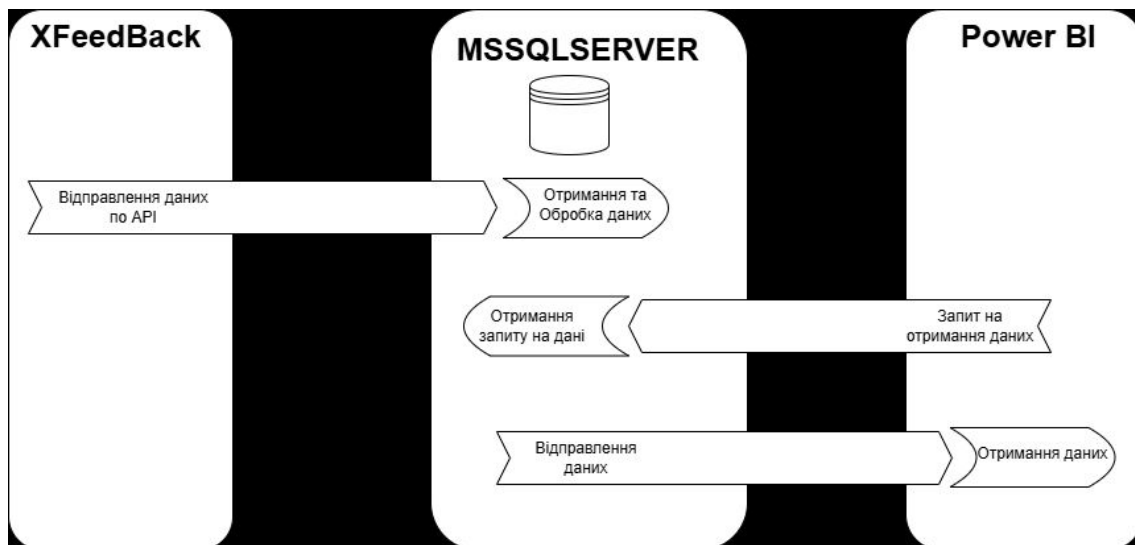 XFeedBack
MSSQLSERVER
Power BI
Відправлення даних
по API
Отримання та
Обробка даних
Отримання
запиту на дані
Запит на
отримання даних
Відправлення
даних
Отримання даних